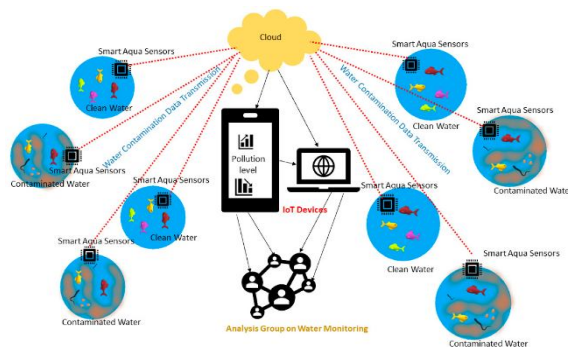 Cloud
Smart Aqua Sensors
Clean Water
Smart Aqua Sensors
Contaminated Water
Smart Aqua Sensors
Clean Water
Smart Aqua Sensors
Contaminated Water
Water Contamination Data Transmission
Pollution
level
IoT Devices
Analysis Group on Water Monitoring
Water Contamination Data Transmission
Smart Aqua Sensors
Clean Water
Smart Aqua Sensors
Contaminated Water
Smart Aqua Sensors
Clean Water
Smart Aqua Sensors
Contaminated Water